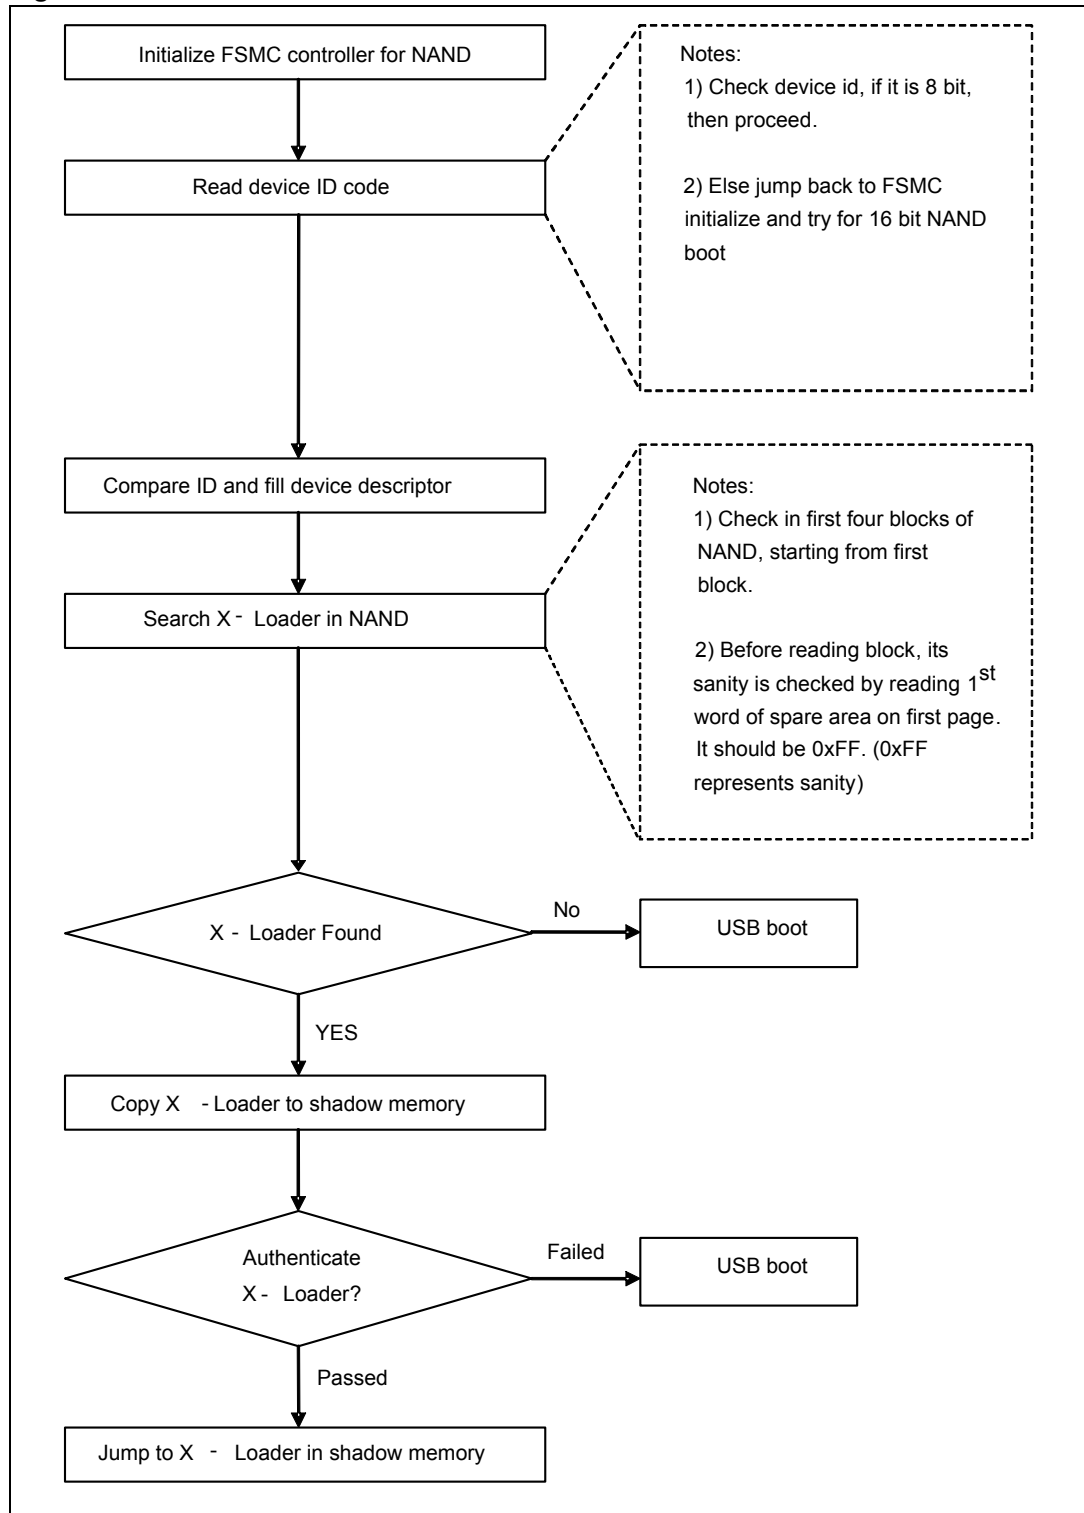 Initialize FSMC controller for NAND
Notes:
1) Check device id, if it is 8 bit,
then proceed.
2) Else jump back to FSMC
initialize and try for 16 bit NAND
boot
Read device ID code
Compare ID and fill device descriptor
Notes:
1) Check in first four blocks of
NAND, starting from first
block.
2) Before reading block, its
sanity is checked by reading 1st
word of spare area on first page.
It should be 0xFF. (0xFF
represents sanity)
Search X - Loader in NAND
X - Loader Found
No
USB boot
YES
Copy X - Loader to shadow memory
Authenticate
X - Loader?
Failed
USB boot
Passed
Jump to X - Loader in shadow memory